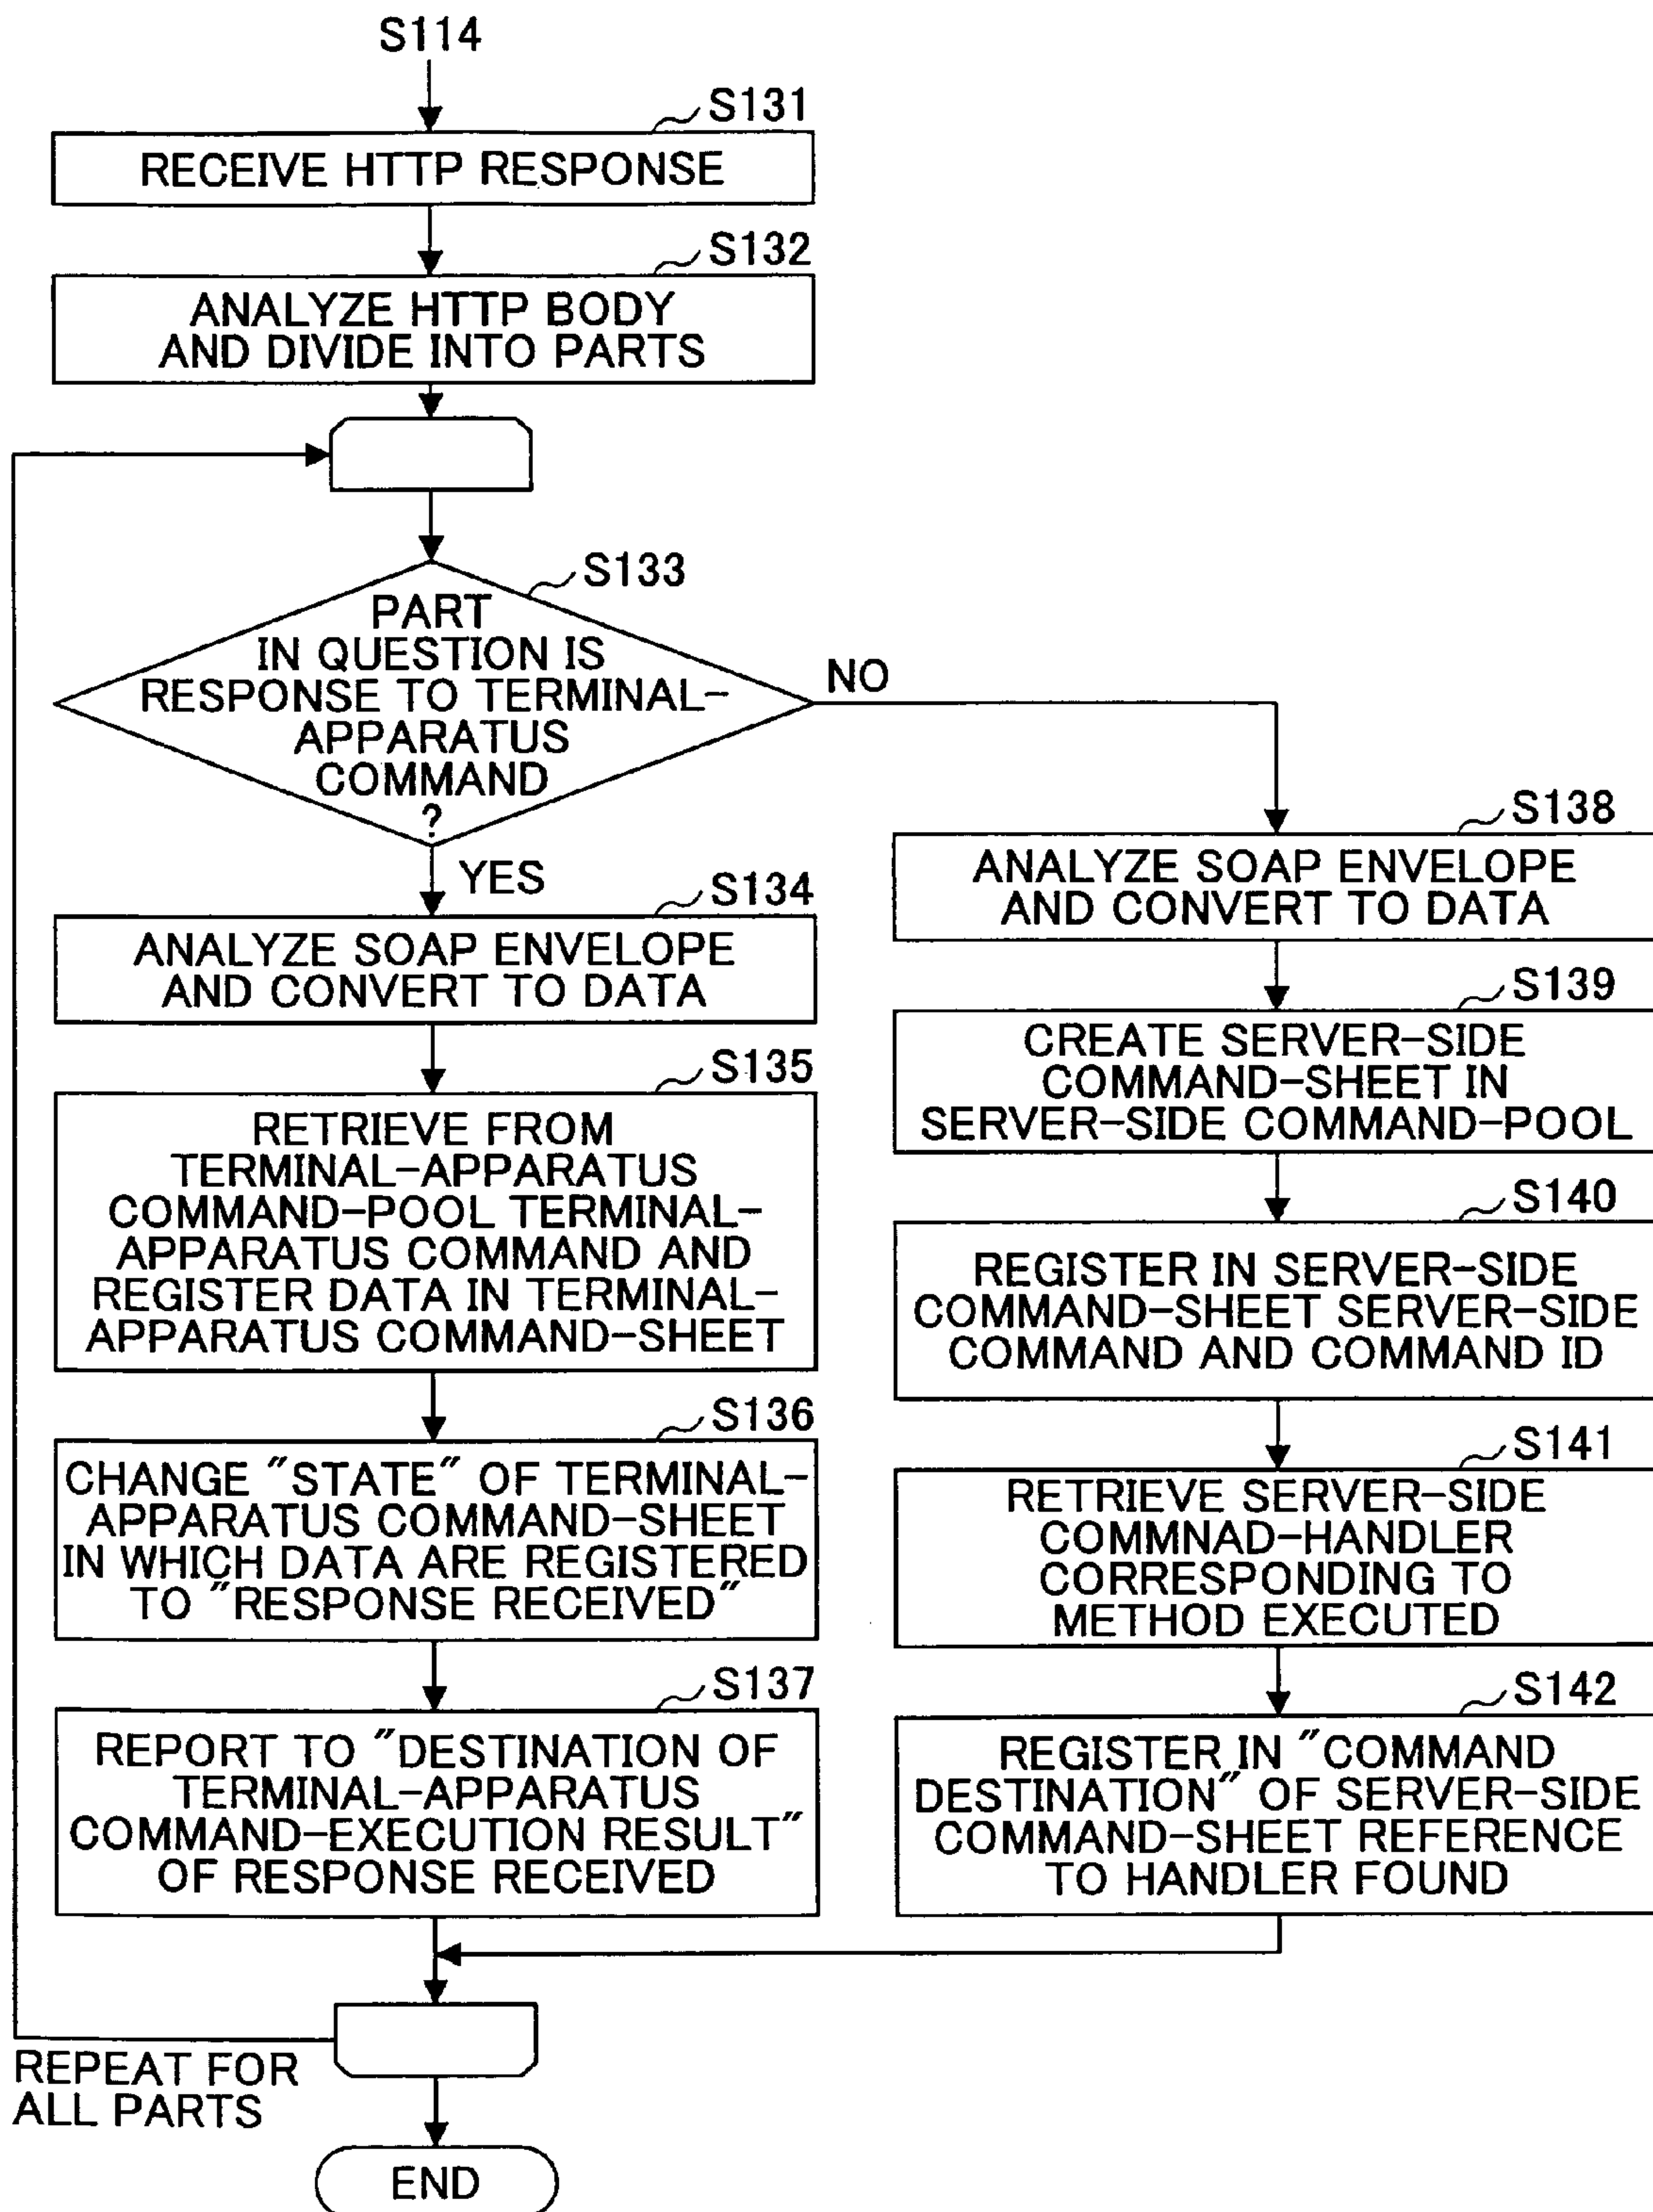 S114
S131
RECEIVE HTTP RESPONSE
S132
ANALYZE HTTP BODY
AND DIVIDE INTO PARTS
S133
PART
IN QUESTION IS
RESPONSE TO TERMINAL-
APPARATUS
COMMAND
?
NO
YES
S134
ANALYZE SOAP ENVELOPE
AND CONVERT TO DATA
S135
RETRIEVE FROM
TERMINAL-APPARATUS
COMMAND-POOL TERMINAL-
APPARATUS COMMAND AND
REGISTER DATA IN TERMINAL-
APPARATUS COMMAND-SHEET
S136
CHANGE "STATE" OF TERMINAL-
APPARATUS COMMAND-SHEET
IN WHICH DATA ARE REGISTERED
TO "RESPONSE RECEIVED"
S137
REPORT TO "DESTINATION OF
TERMINAL-APPARATUS
COMMAND-EXECUTION RESULT"
OF RESPONSE RECEIVED
S138
ANALYZE SOAP ENVELOPE
AND CONVERT TO DATA
S139
CREATE SERVER-SIDE
COMMAND-SHEET IN
SERVER-SIDE COMMAND-POOL
S140
REGISTER IN SERVER-SIDE
COMMAND-SHEET SERVER-SIDE
COMMAND AND COMMAND ID
S141
RETRIEVE SERVER-SIDE
COMMNAD-HANDLER
CORRESPONDING TO
METHOD EXECUTED
S142
REGISTER IN "COMMAND
DESTINATION" OF SERVER-SIDE
COMMAND-SHEET REFERENCE
TO HANDLER FOUND
REPEAT FOR
ALL PARTS
END